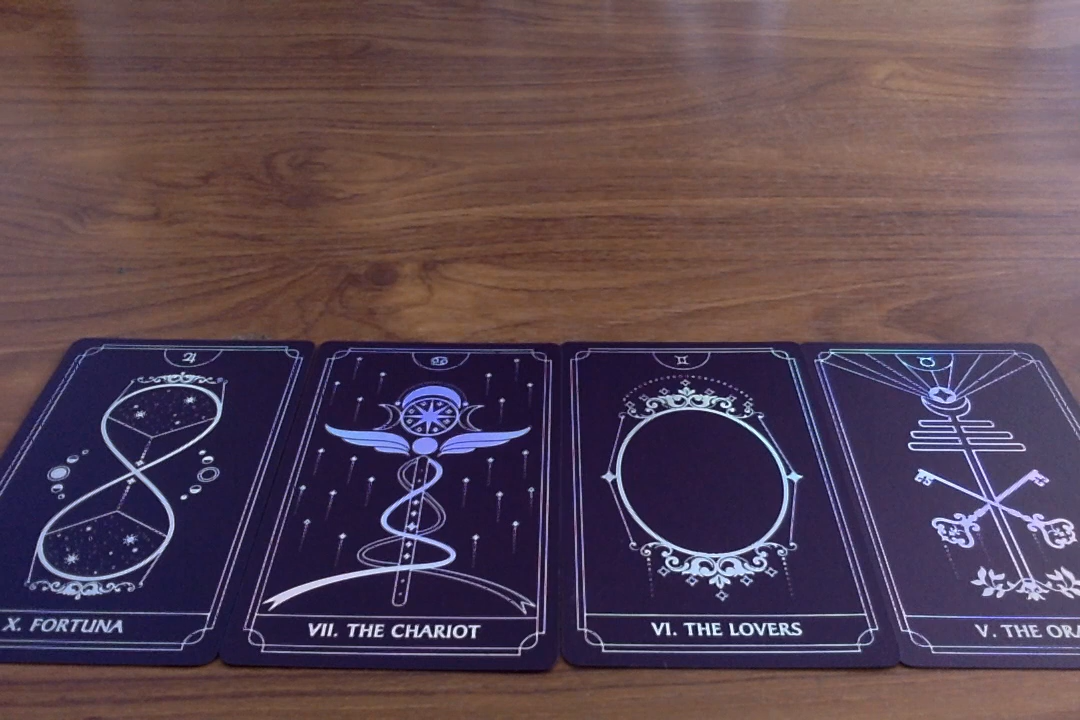 X. FORTUNA
VII. THE CHARIOT
VI. THE LOVERS
V. THE